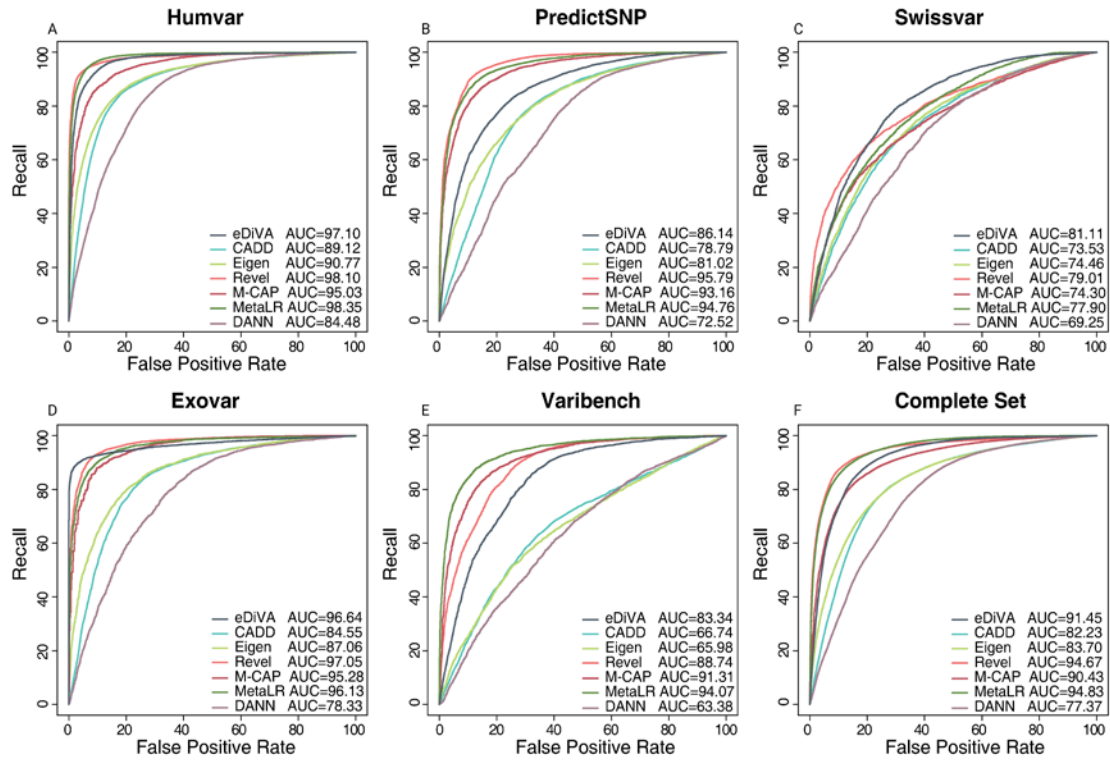 A
Humvar
Recall
0 20 40 60 80 100
eDiVA AUC=97.10
CADD AUC=89.12
Eigen AUC=90.77
Revel AUC=98.10
M-CAP AUC=95.03
MetaLR AUC=98.35
DANN AUC=84.48
0 20 40 60 80 100
False Positive Rate
B
PredictSNP
Recall
0 20 40 60 80 100
eDiVA AUC=86.14
CADD AUC=78.79
Eigen AUC=81.02
Revel AUC=95.79
M-CAP AUC=93.16
MetaLR AUC=94.76
DANN AUC=72.52
0 20 40 60 80 100
False Positive Rate
C
Swissvar
Recall
0 20 40 60 80 100
eDiVA AUC=81.11
CADD AUC=73.53
Eigen AUC=74.46
Revel AUC=79.01
M-CAP AUC=74.30
MetaLR AUC=77.90
DANN AUC=69.25
0 20 40 60 80 100
False Positive Rate
D
Exovar
Recall
0 20 40 60 80 100
eDiVA AUC=96.64
CADD AUC=84.55
Eigen AUC=87.06
Revel AUC=97.05
M-CAP AUC=95.28
MetaLR AUC=96.13
DANN AUC=78.33
0 20 40 60 80 100
False Positive Rate
E
Varibench
Recall
0 20 40 60 80 100
eDiVA AUC=83.34
CADD AUC=66.74
Eigen AUC=65.98
Revel AUC=88.74
M-CAP AUC=91.31
MetaLR AUC=94.07
DANN AUC=63.38
0 20 40 60 80 100
False Positive Rate
F
Complete Set
Recall
0 20 40 60 80 100
eDiVA AUC=91.45
CADD AUC=82.23
Eigen AUC=83.70
Revel AUC=94.67
M-CAP AUC=90.43
MetaLR AUC=94.83
DANN AUC=77.37
0 20 40 60 80 100
False Positive Rate